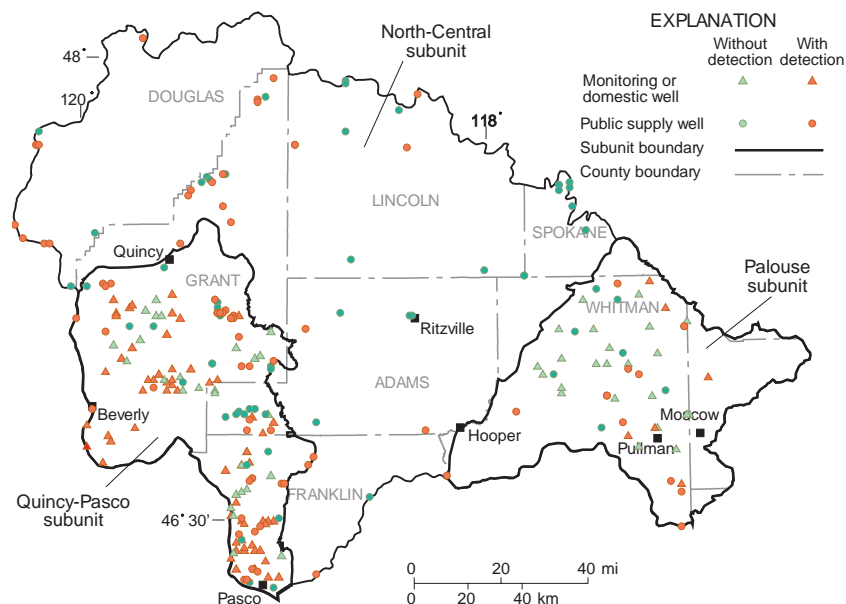 EXPLANATION
Without
detection
With
detection
Monitoring or
domestic well
Public supply well
Subunit boundary
County boundary
North-Central
subunit
48°
120°
118°
DOUGLAS
LINCOLN
SPOKANE
Quincy
GRANT
WHITMAN
Palouse
subunit
Ritzville
ADAMS
Beverly
Hooper
Moscow
Pullman
Quincy-Pasco
subunit
FRANKLIN
46° 30'
Pasco
0 20 40 mi
0 20 40 km